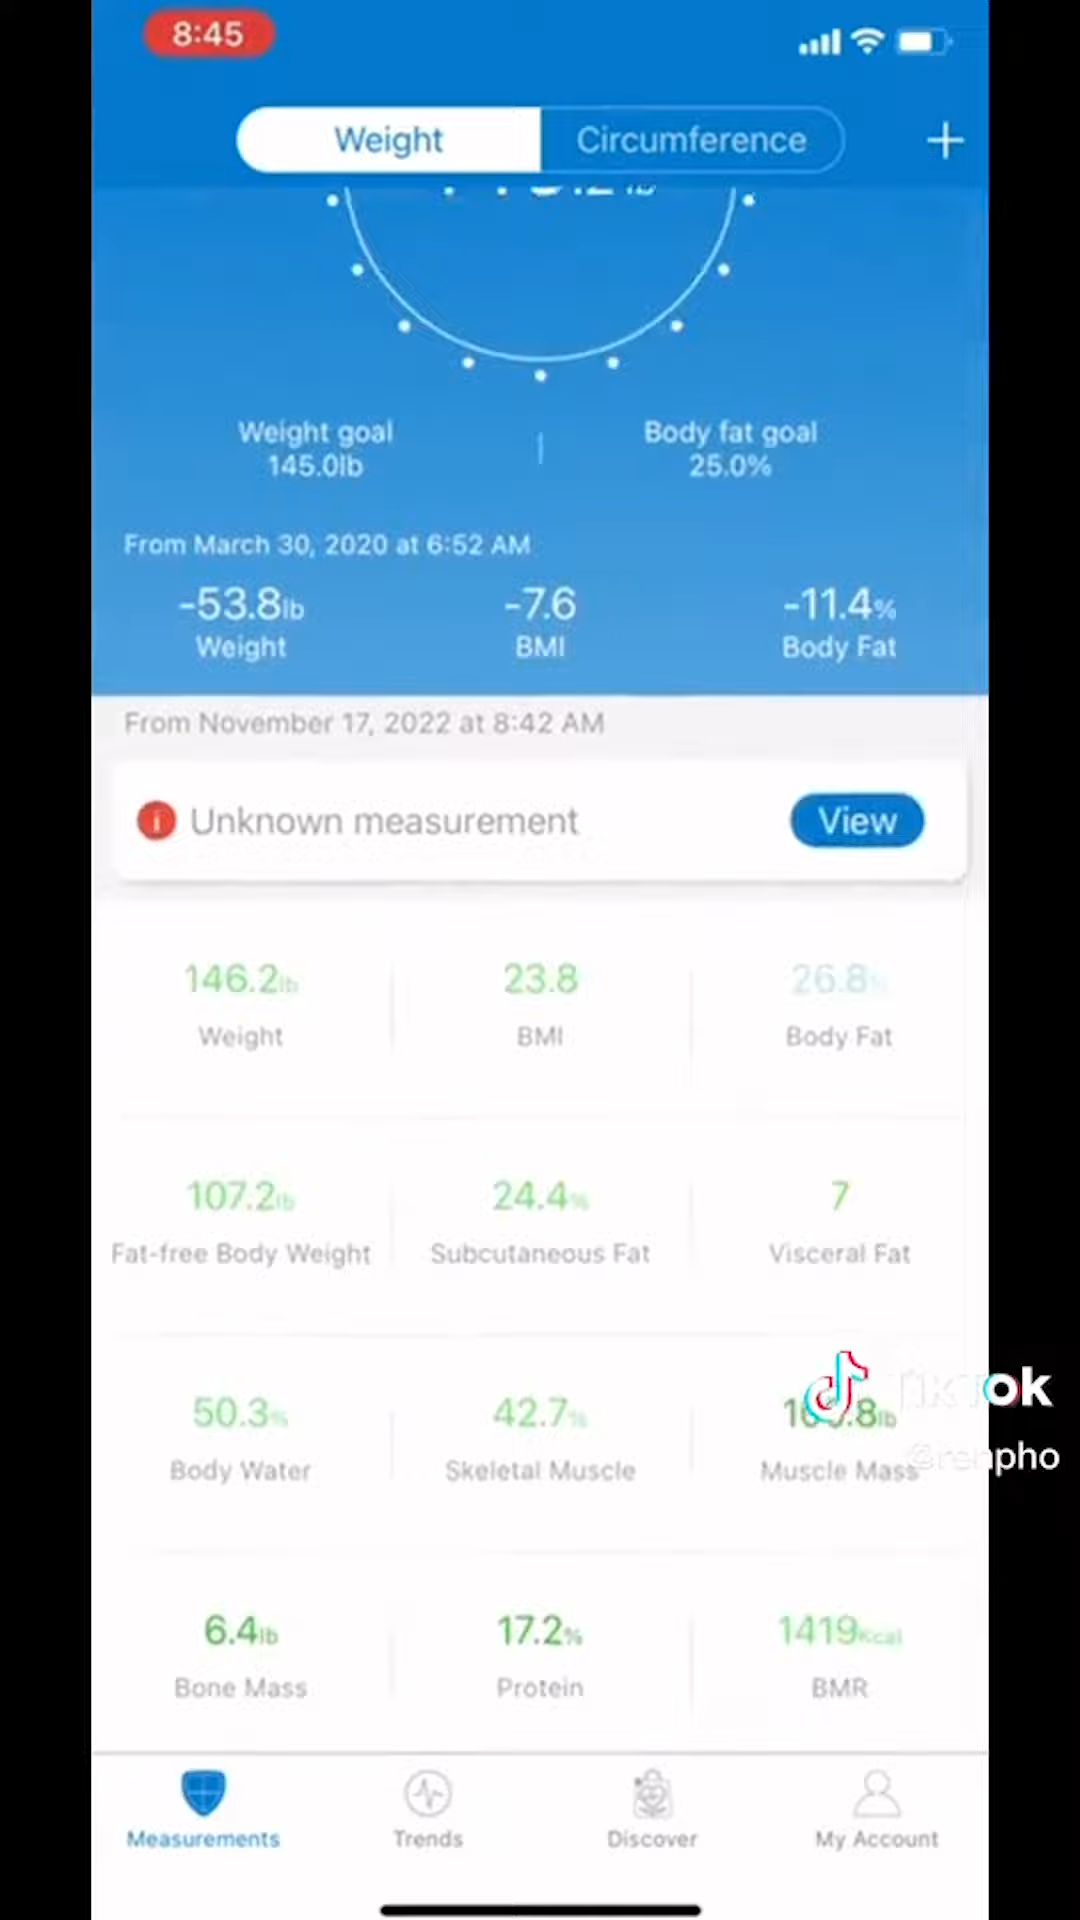 8:45
Weight Circumference +
Weight goal Body fat goal
145.0lb 25.0%
From March 30, 2020 at 6:52 AM
-53.8lb -7.6 -11.4%
Weight BMI Body Fat
From November 17, 2022 at 8:42 AM
Unknown measurement View
146.2lb 23.8 26.8%
Weight BMI Body Fat
107.2lb 24.4% 7
Fat-free Body Weight Subcutaneous Fat Visceral Fat
TikTok
50.3% 42.7%
Body Water Skeletal Muscle Muscle Mass
@renpho
6.4lb 17.2% 1419Kcal
Bone Mass Protein BMR
Measurements Trends Discover My Account